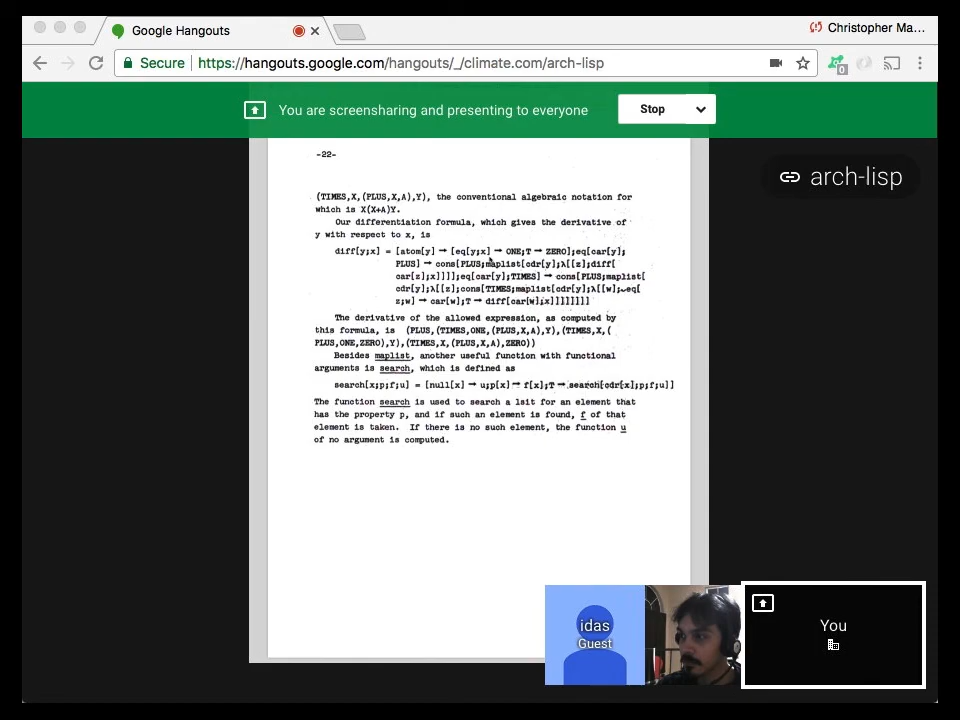 Google Hangouts
Christopher Ma...
Secure
https://hangouts.google.com/hangouts/_/climate.com/arch-lisp
0
You are screensharing and presenting to everyone
Stop
arch-lisp
-22-
(TIMES,X,(PLUS,X,A),Y), the conventional algebraic notation for
which is X(X+A)Y.
Our differentiation formula, which gives the derivative of
y with respect to x, is
diff[y;x] = [atom[y] → [eq[y;x] → ONE;T → ZERO];eq[car[y];
PLUS] → cons[PLUS;maplist[cdr[y];λ[[z];diff[
car[z];x]]]];eq[car[y];TIMES] → cons[PLUS;maplist[
cdr[y];λ[[z];cons[TIMES;maplist[cdr[y];λ[[w];eq[
z;w] → car[w];T → diff[car[w];x]]]]]]]]
The derivative of the allowed expression, as computed by
this formula, is (PLUS,(TIMES,ONE,(PLUS,X,A),Y),(TIMES,X,(
PLUS,ONE,ZERO),Y),(TIMES,X,(PLUS,X,A),ZERO))
Besides maplist, another useful function with functional
arguments is search, which is defined as
search[x;p;f;u] = [null[x] → u;p[x] → f[x];T → search[cdr[x];p;f;u]]
The function search is used to search a lsit for an element that
has the property p, and if such an element is found, f of that
element is taken. If there is no such element, the function u
of no argument is computed.
idas
Guest
You